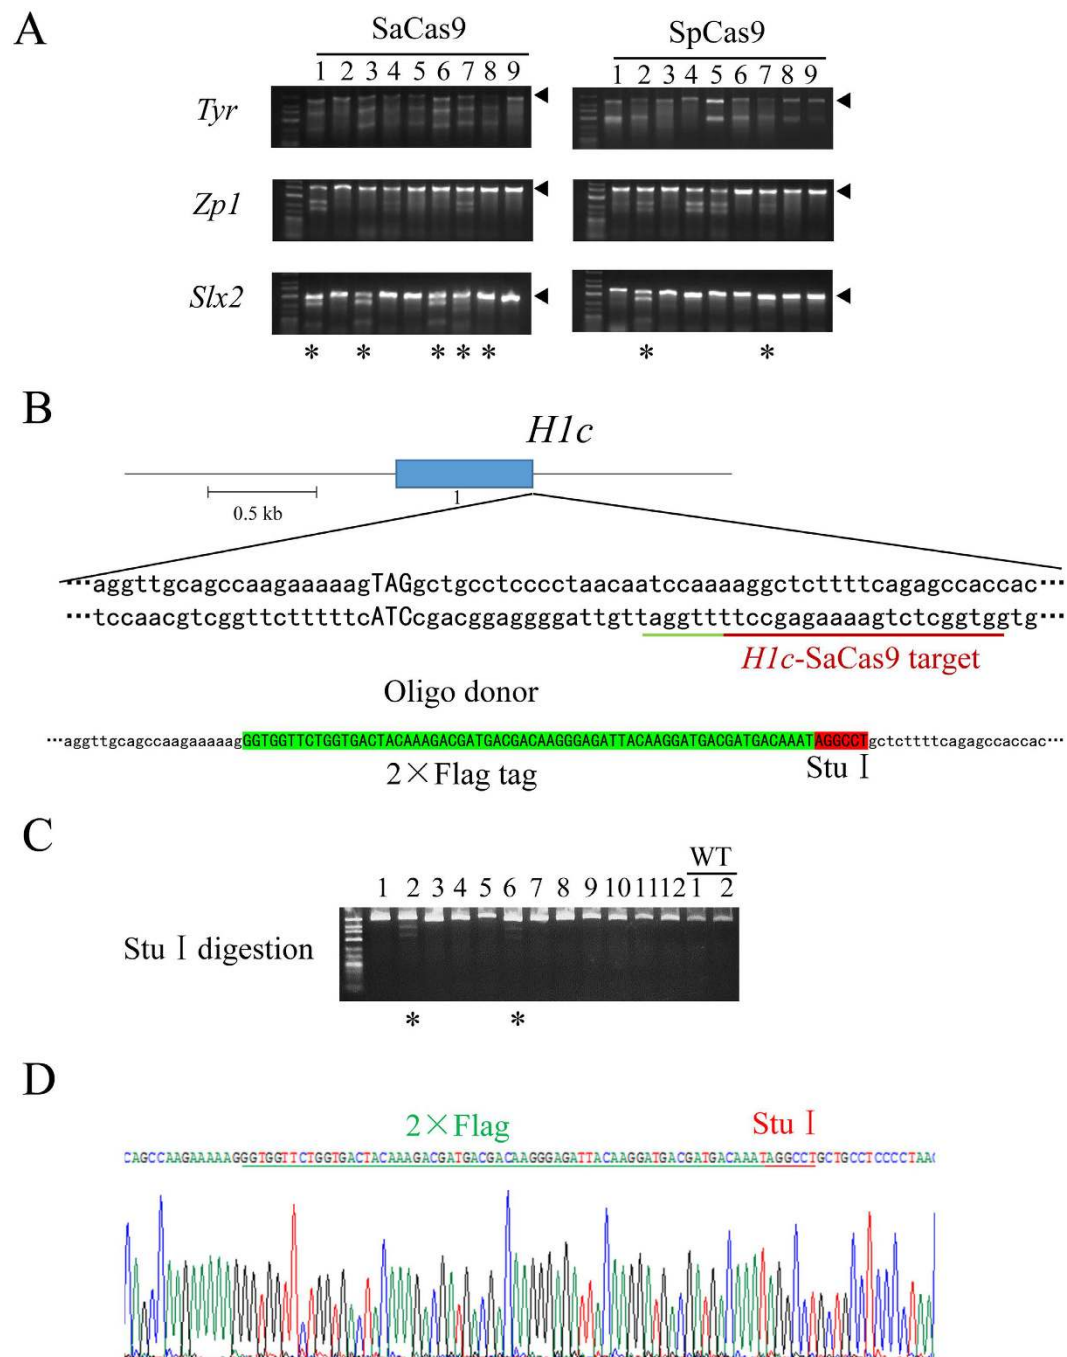 A
SaCas9
SpCas9
1 2 3 4 5 6 7 8 9
1 2 3 4 5 6 7 8 9
Tyr
Zp1
Slx2
* * * * *
* *
B
H1c
1
0.5 kb
···aggttgcagccaagaaaaagTAGgctgcctcccctaacaatccaaaaggctcttttcagagccaccac···
···tccaacgtcggttctttttcATCcgacggaggggattgttaggttttccgagaaaagtctcggtggtg···
H1c-SaCas9 target
Oligo donor
···aggttgcagccaagaaaaagGGTGGTTCTGGTGACTACAAAGACGATGACGACAAGGGAGATTACAAGGATGACGATGACAAATAGGCCTgctcttttcagagccaccac···
2×Flag tag
Stu Ⅰ
C
WT
1 2 3 4 5 6 7 8 9 10 11 12 1 2
Stu Ⅰ digestion
* *
D
2×Flag
Stu Ⅰ
CAGCCAAGAAAAAGGGTGGTTCTGGTGACTACAAAGACGATGACGACAAGGGAGATTACAAGGATGACGATGACAAATAGGCCTGCTGCCTCCCCTAAC